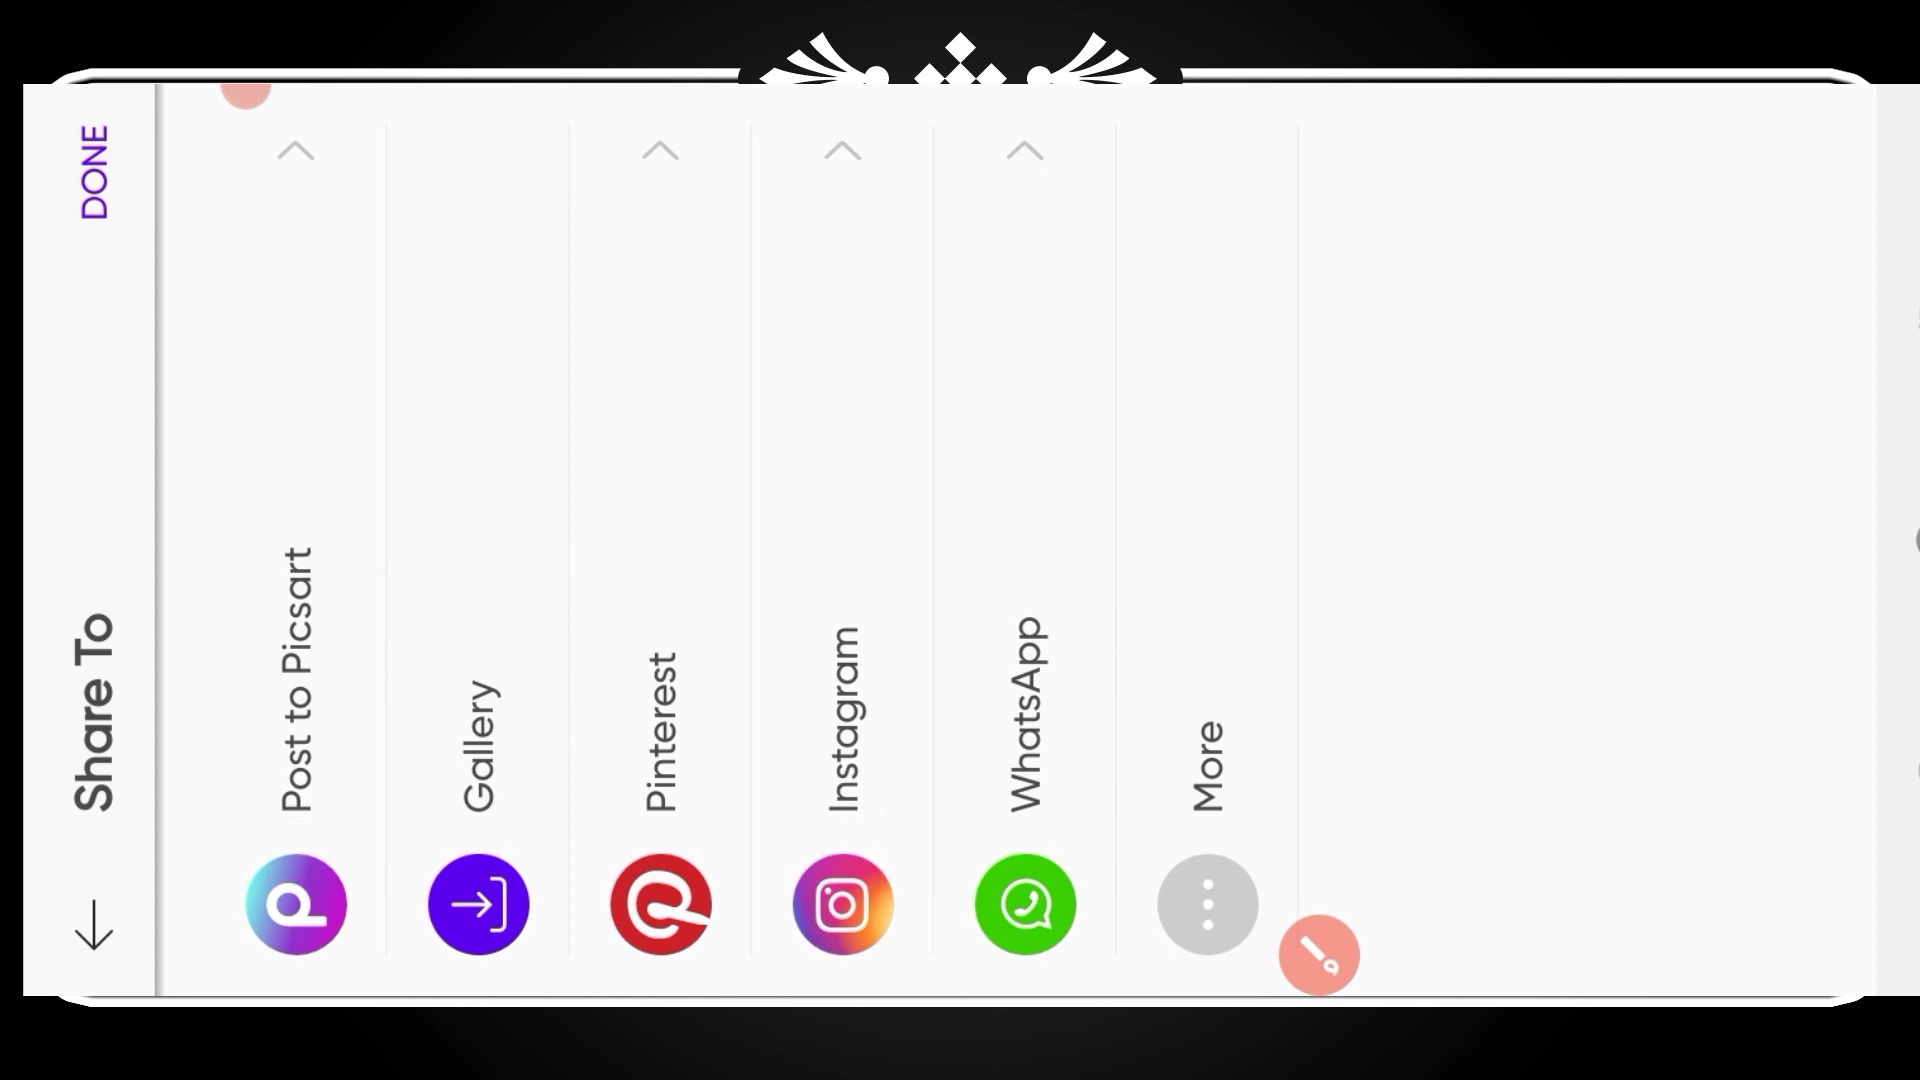 Share To
DONE
Post to Picsart
Gallery
Pinterest
Instagram
WhatsApp
More